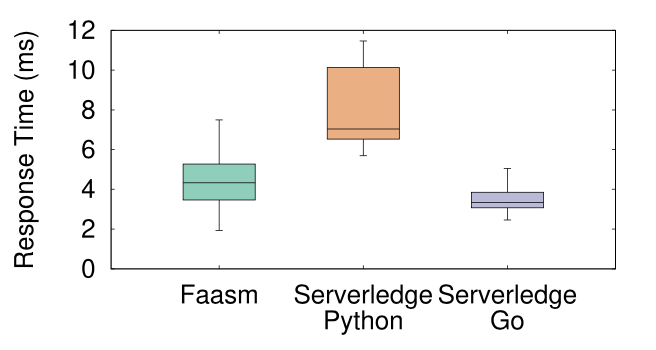 Response Time (ms)
12
10
8
6
4
2
0
Faasm
Serverledge
Python
Serverledge
Go